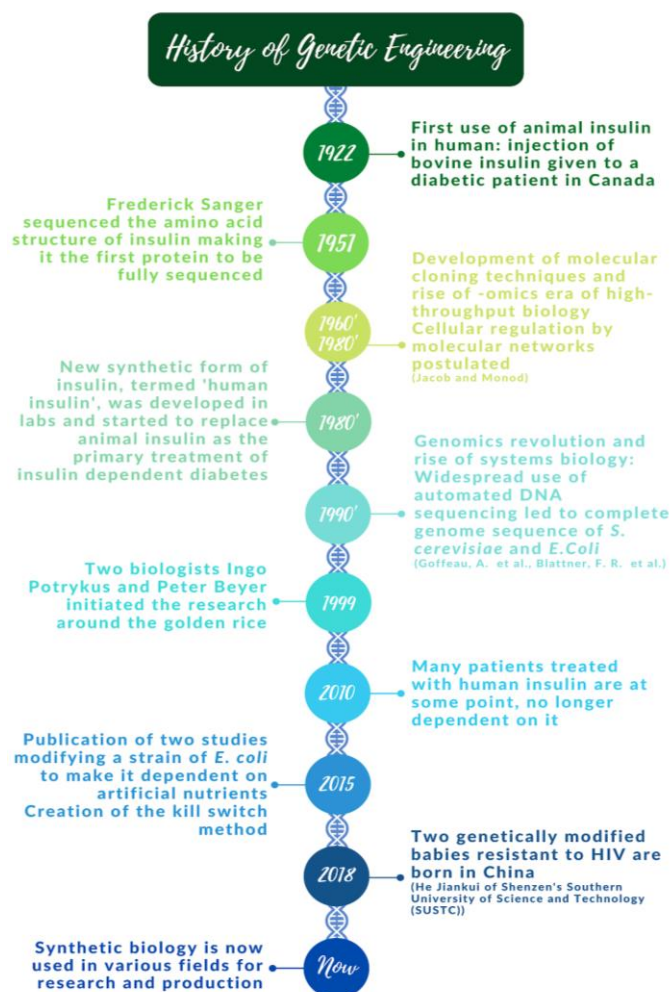 History of Genetic Engineering
1922
First use of animal insulin
in human: injection of
bovine insulin given to a
diabetic patient in Canada
Frederick Sanger
sequenced the amino acid
structure of insulin making
it the first protein to be
fully sequenced
1951
1960'
1980'
Development of molecular
cloning techniques and
rise of -omics era of high-
throughput biology
Cellular regulation by
molecular networks
postulated
(Jacob and Monod)
New synthetic form of
insulin, termed 'human
insulin', was developed in
labs and started to replace
animal insulin as the
primary treatment of
insulin dependent diabetes
1980'
1990'
Genomics revolution and
rise of systems biology:
Widespread use of
automated DNA
sequencing led to complete
genome sequence of S.
cerevisiae and E.Coli
(Goffeau, A. et al., Blattner, F. R. et al.)
Two biologists Ingo
Potrykus and Peter Beyer
initiated the research
around the golden rice
1999
2010
Many patients treated
with human insulin are at
some point, no longer
dependent on it
Publication of two studies
modifying a strain of E. coli
to make it dependent on
artificial nutrients
Creation of the kill switch
method
2015
2018
Two genetically modified
babies resistant to HIV are
born in China
(He Jiankui of Shenzen's Southern
University of Science and Technology
(SUSTC))
Synthetic biology is now
used in various fields for
research and production
Now